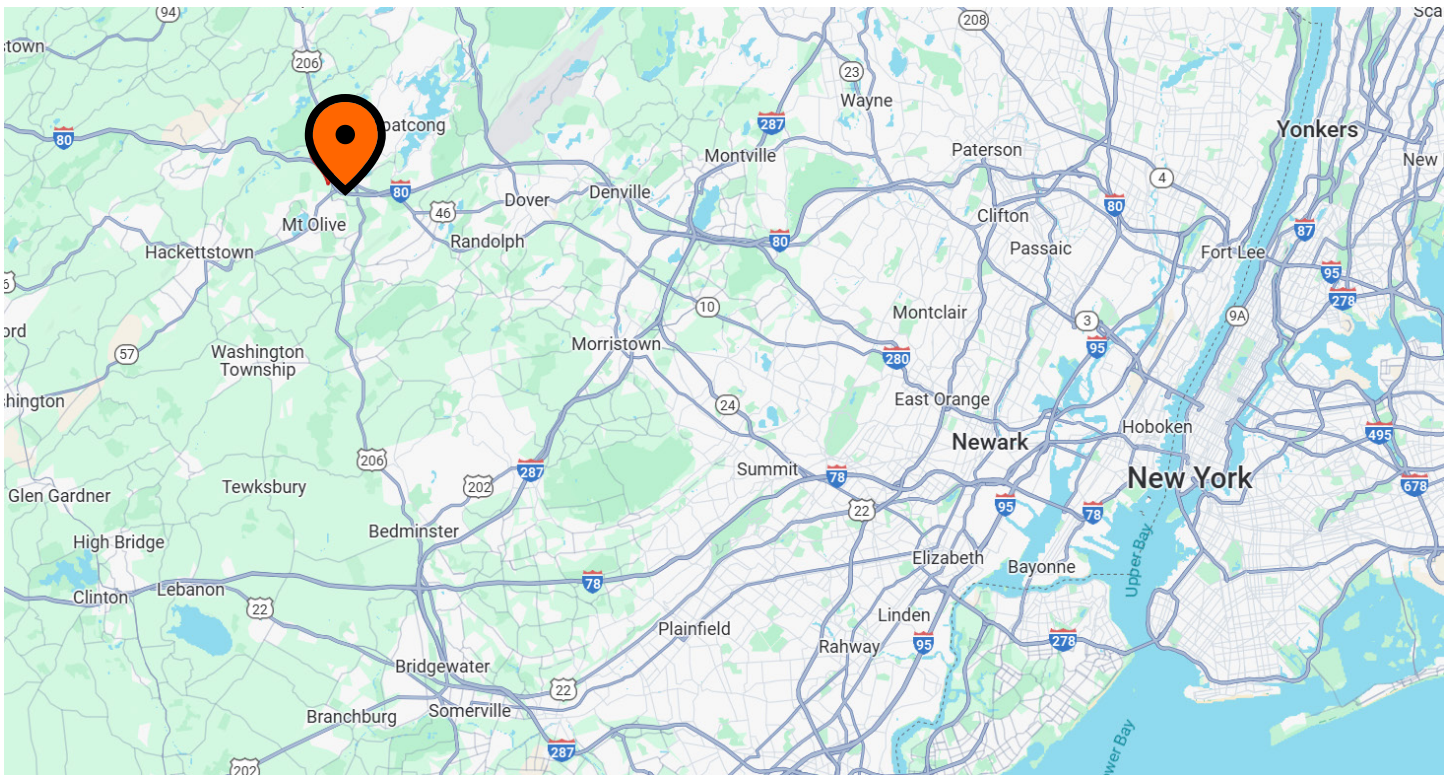 94
208
Sca
stown
206
23
Wayne
patcong
287
Yonkers
80
Montville
Paterson
New
4
80
Denville
Dover
80
46
Clifton
Mt Olive
87
Randolph
80
Passaic
Hackettstown
Fort Lee
95
6
278
10
Montclair
9A
3
ord
Morristown
95
57
Washington
Township
280
hington
East Orange
24
Hoboken
495
Newark
206
Summit
78
287
New York
202
678
Tewksbury
Glen Gardner
95
22
78
Bedminster
High Bridge
Elizabeth
Bayonne
Upper Bay
78
Lebanon
Clinton
22
Linden
Plainfield
278
95
Rahway
Bridgewater
22
Somerville
Branchburg
287
ower Bay
202